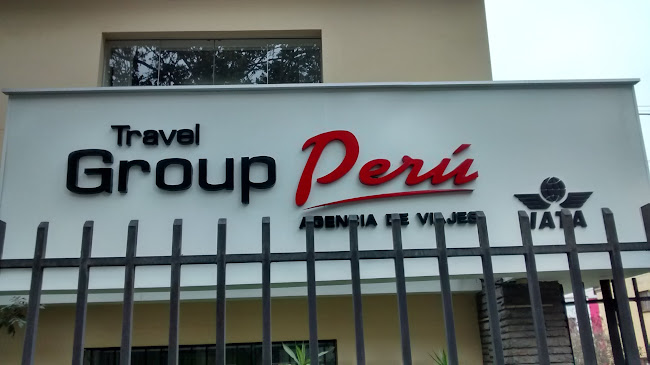 Travel
Group Perú
AGENCIA DE VIAJES
IATA